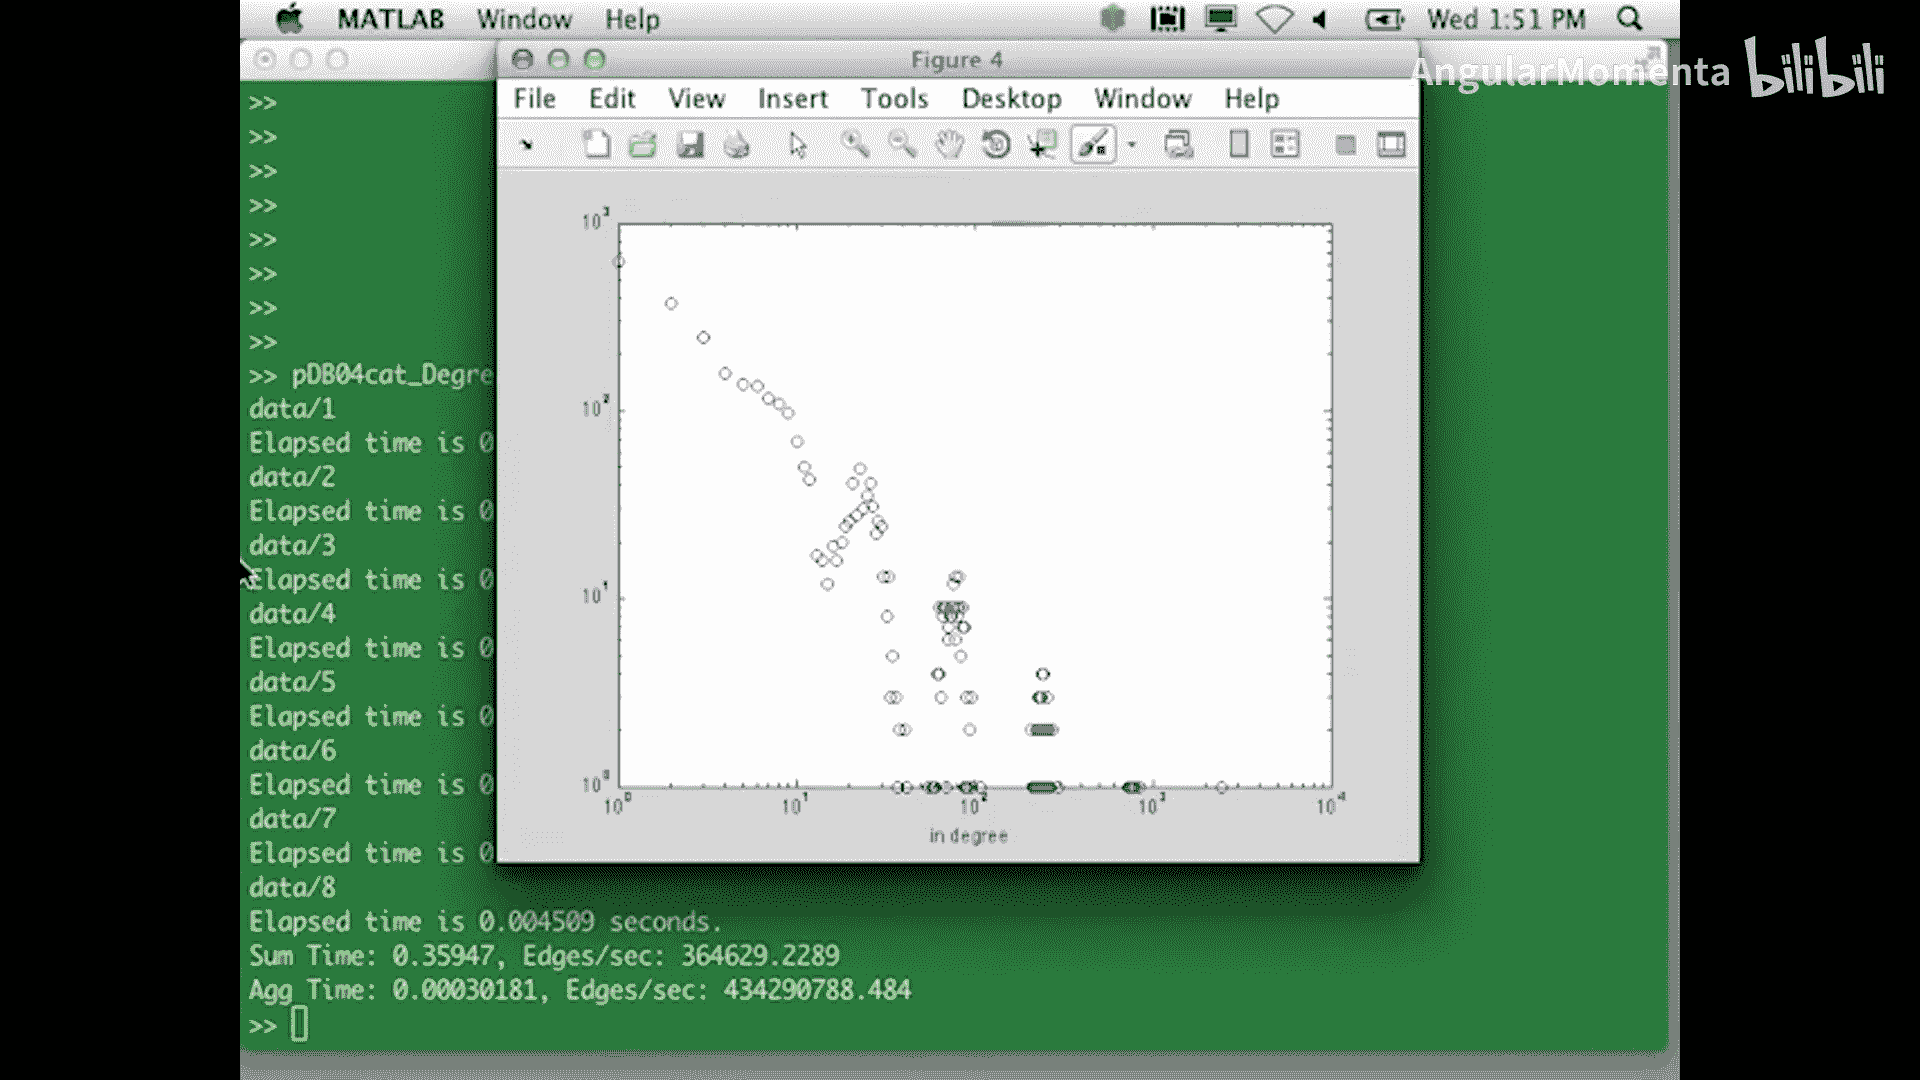 MATLAB Window Help Wed 1:51 PM
Figure 4
AngularMomenta bilibili
File Edit View Insert Tools Desktop Window Help
>>
>>
>>
>>
>>
>>
>>
>>
>> pDB04cat_Degre
data/1
Elapsed time is 0
data/2
Elapsed time is 0
data/3
Elapsed time is 0
data/4
Elapsed time is 0
data/5
Elapsed time is 0
data/6
Elapsed time is 0
data/7
Elapsed time is 0
data/8
Elapsed time is 0.004509 seconds.
Sum Time: 0.35947, Edges/sec: 364629.2289
Agg Time: 0.00030181, Edges/sec: 434290788.484
>>
10^3
10^2
10^1
10^0
10^0 10^1 10^2 10^3 10^4
in degree